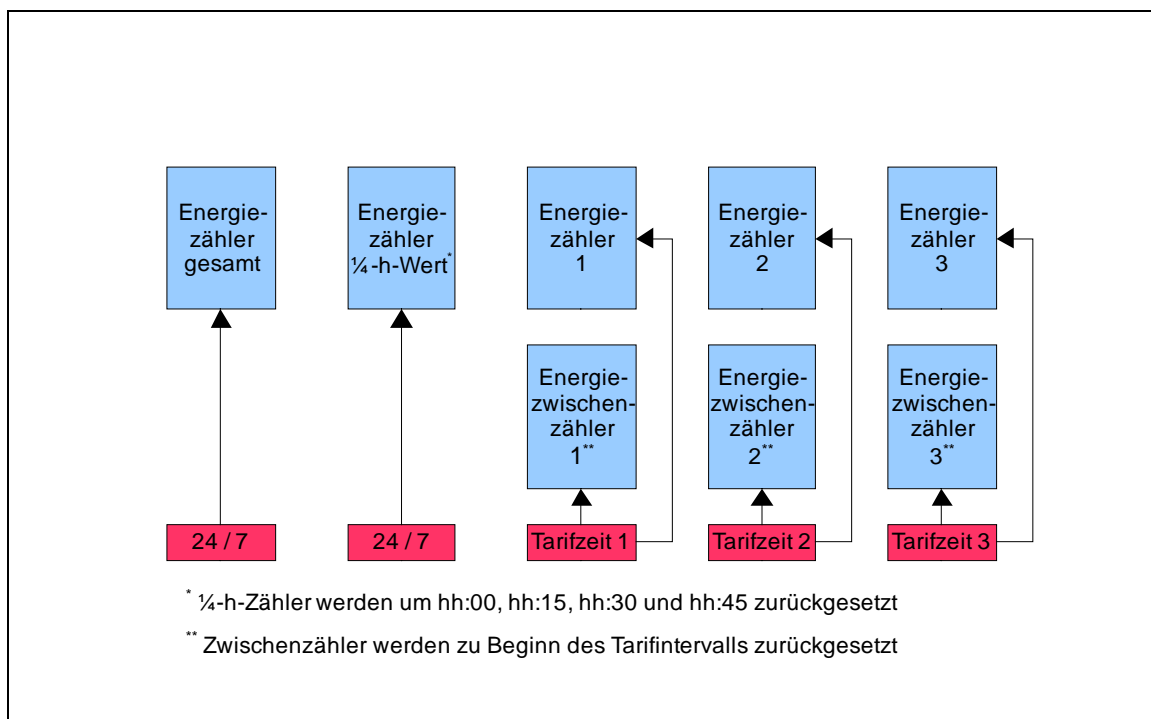 Energie-
zähler
gesamt
Energie-
zähler
¼-h-Wert*
Energie-
zähler
1
Energie-
zähler
2
Energie-
zähler
3
Energie-
zwischen-
zähler
1**
Energie-
zwischen-
zähler
2**
Energie-
zwischen-
zähler
3**
24 / 7
24 / 7
Tarifzeit 1
Tarifzeit 2
Tarifzeit 3
* ¼-h-Zähler werden um hh:00, hh:15, hh:30 und hh:45 zurückgesetzt
** Zwischenzähler werden zu Beginn des Tarifintervalls zurückgesetzt